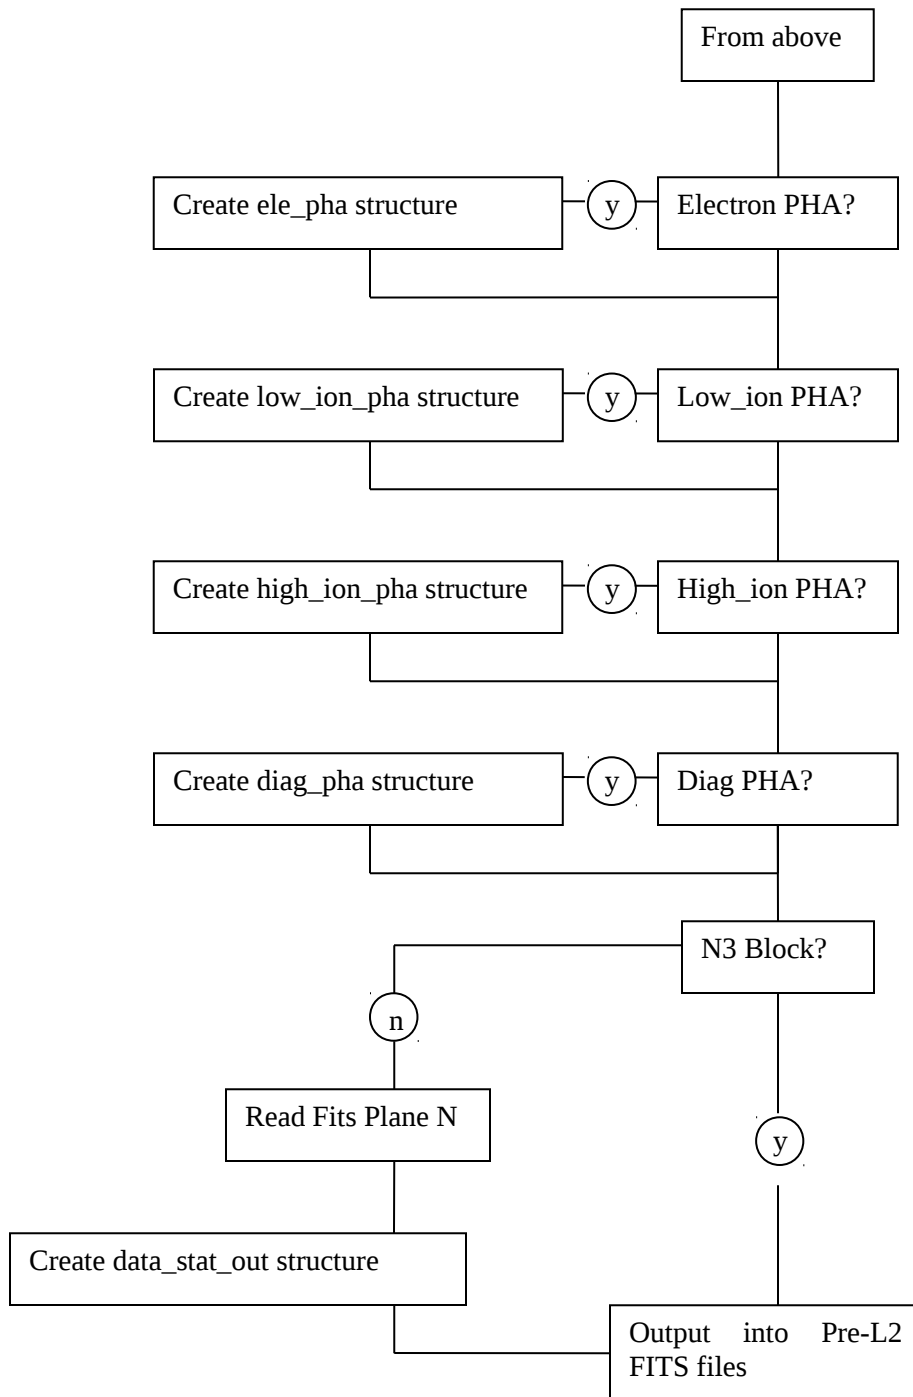 From above
Create ele_pha structure
y
Electron PHA?
Create low_ion_pha structure
y
Low_ion PHA?
Create high_ion_pha structure
y
High_ion PHA?
Create diag_pha structure
y
Diag PHA?
N3 Block?
n
Read Fits Plane N
y
Create data_stat_out structure
Output into Pre-L2
FITS files